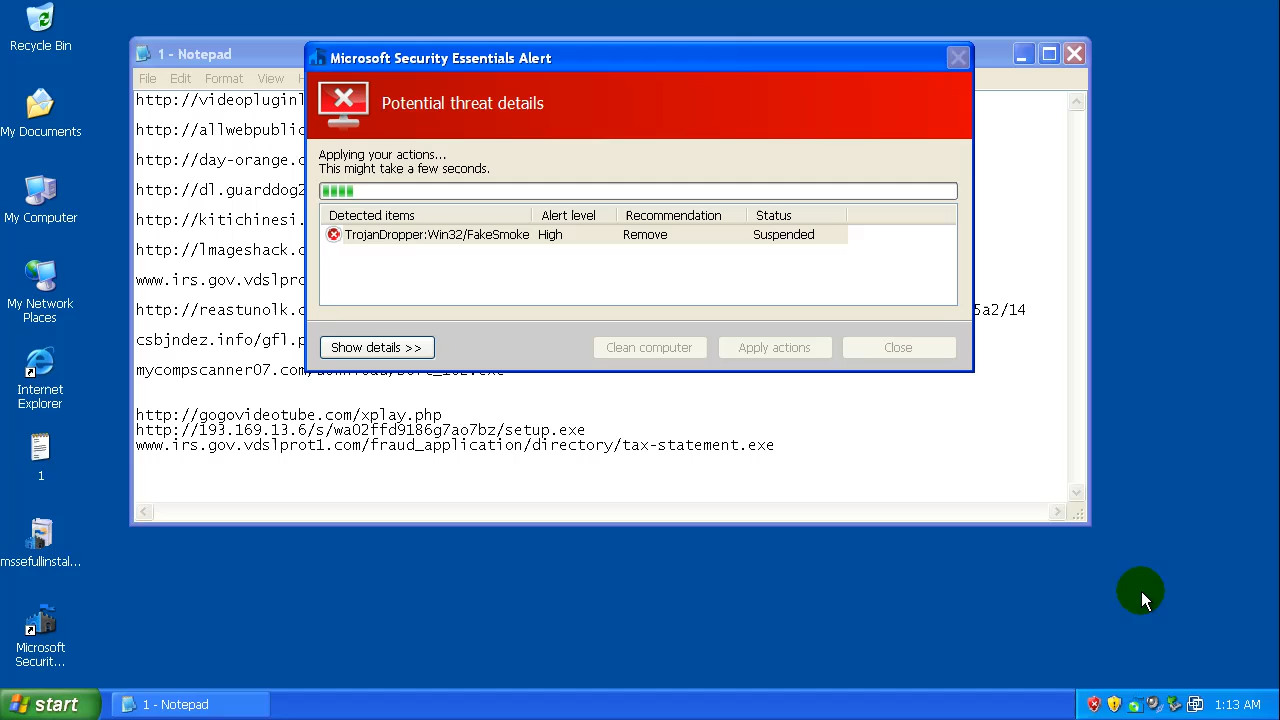 Recycle Bin
My Documents
My Computer
My Network
Places
Internet
Explorer
1
mssefullinstal...
Microsoft
Securit...
1 - Notepad
File Edit Format View
Microsoft Security Essentials Alert
Potential threat details
Applying your actions...
This might take a few seconds.
Detected items Alert level Recommendation Status
TrojanDropper:Win32/FakeSmoke High Remove Suspended
Show details >> Clean computer Apply actions Close
http://videoplugin
http://allwebpublic
http://day-orange.
http://dl.guarddog2
http://kitichinesi.
http://lmageshack.
www.irs.gov.vdslprot
http://reastunolk. 5a2/14
csbjndez.info/gfl.p
mycompscanner07.com/
http://gogovideotube.com/xplay.php
http://193.169.13.6/s/wa02ffd9186g7ao7bz/setup.exe
www.irs.gov.vdslprot1.com/fraud_application/directory/tax-statement.exe
start
1 - Notepad
1:13 AM